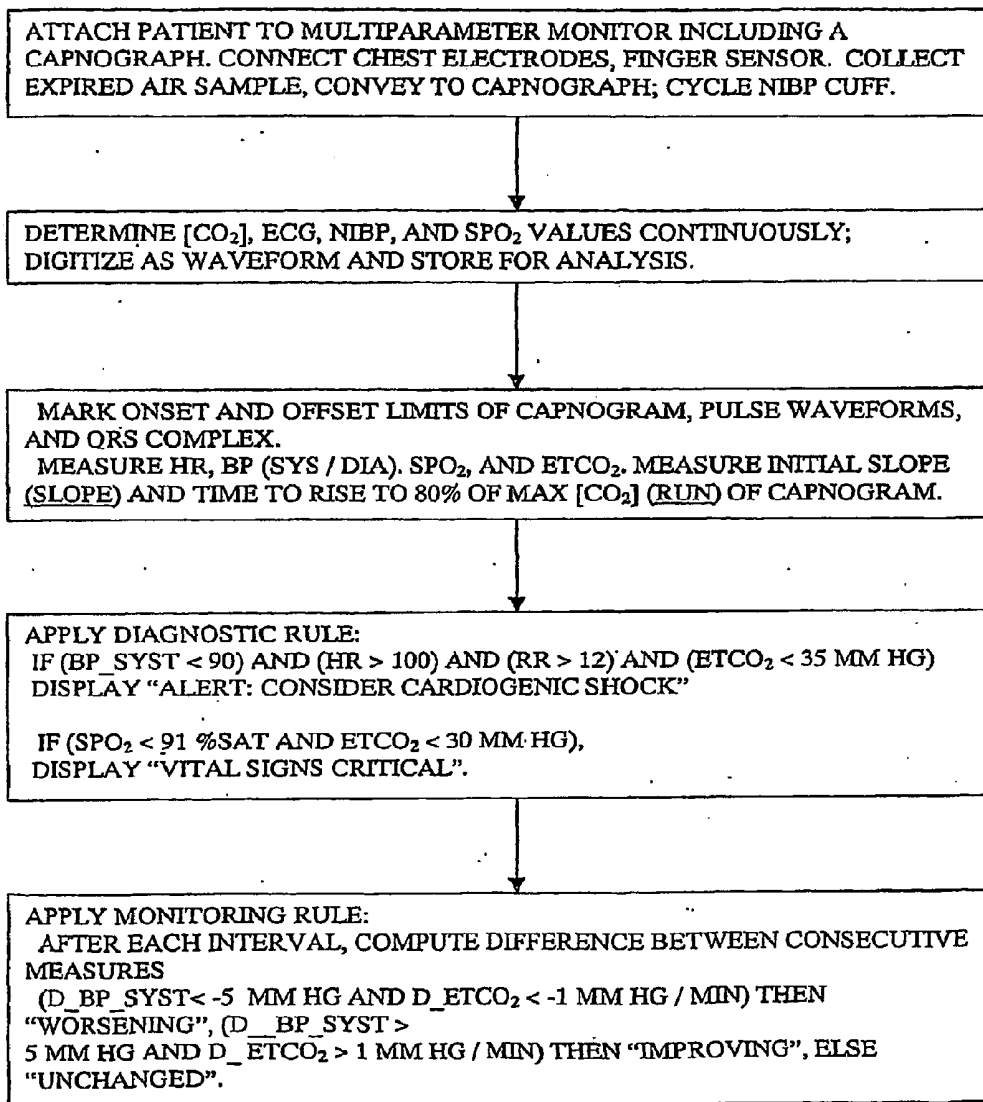 ATTACH PATIENT TO MULTIPARAMETER MONITOR INCLUDING A
CAPNOGRAPH. CONNECT CHEST ELECTRODES, FINGER SENSOR. COLLECT
EXPIRED AIR SAMPLE, CONVEY TO CAPNOGRAPH; CYCLE NIBP CUFF.
DETERMINE [CO₂], ECG, NIBP, AND SPO₂ VALUES CONTINUOUSLY;
DIGITIZE AS WAVEFORM AND STORE FOR ANALYSIS.
MARK ONSET AND OFFSET LIMITS OF CAPNOGRAM, PULSE WAVEFORMS,
AND QRS COMPLEX.
MEASURE HR, BP (SYS / DIA). SPO₂, AND ETCO₂. MEASURE INITIAL SLOPE
(SLOPE) AND TIME TO RISE TO 80% OF MAX [CO₂] (RUN) OF CAPNOGRAM.
APPLY DIAGNOSTIC RULE:
IF (BP_SYST < 90) AND (HR > 100) AND (RR > 12) AND (ETCO₂ < 35 MM HG)
DISPLAY “ALERT: CONSIDER CARDIOGENIC SHOCK”
IF (SPO₂ < 91 %SAT AND ETCO₂ < 30 MM HG),
DISPLAY “VITAL SIGNS CRITICAL”.
APPLY MONITORING RULE:
AFTER EACH INTERVAL, COMPUTE DIFFERENCE BETWEEN CONSECUTIVE
MEASURES
(D_BP_SYST< -5 MM HG AND D_ETCO₂ < -1 MM HG / MIN) THEN
“WORSENING”, (D__BP_SYST >
5 MM HG AND D_ ETCO₂ > 1 MM HG / MIN) THEN “IMPROVING”, ELSE
“UNCHANGED”.